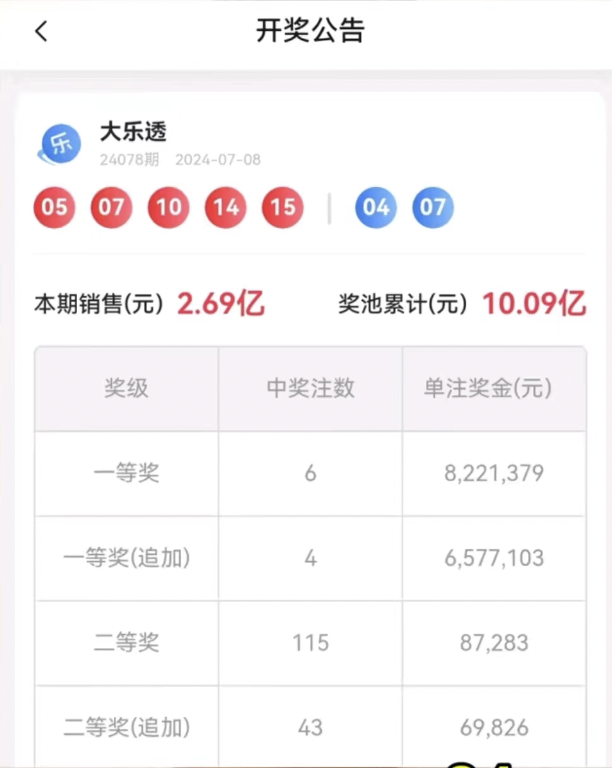 开奖公告
乐
大乐透
24078期 2024-07-08
05 07 10 14 15 04 07
本期销售(元) 2.69亿 奖池累计(元) 10.09亿
奖级 中奖注数 单注奖金(元)
一等奖 6 8,221,379
一等奖(追加) 4 6,577,103
二等奖 115 87,283
二等奖(追加) 43 69,826